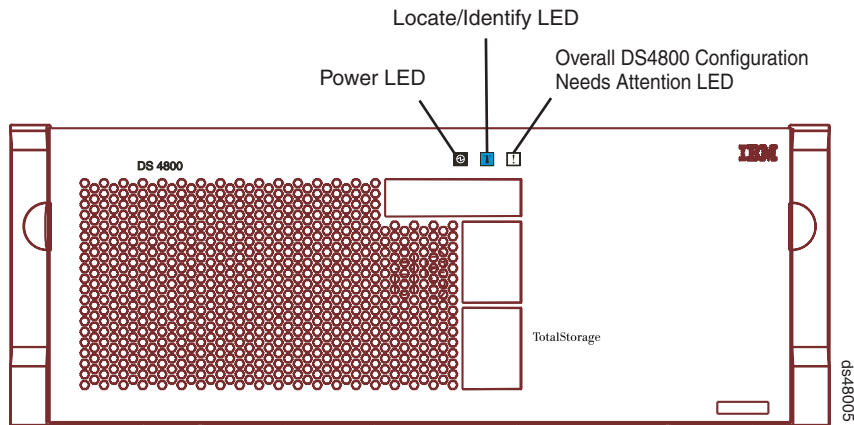 Locate/Identify LED
Overall DS4800 Configuration
Needs Attention LED
Power LED
DS 4800
IBM
TotalStorage
ds48005